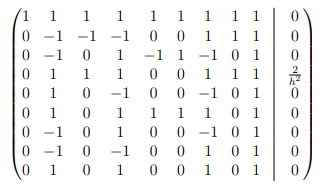 1 1 1 1 1 1 1 1 1 | 0
0 −1 −1 −1 0 0 1 1 1 | 0
0 −1 0 1 −1 1 −1 0 1 | 0
0 1 1 1 0 0 1 1 1 | 2/h²
0 1 0 −1 0 0 −1 0 1 | 0
0 1 0 1 1 1 1 0 1 | 0
0 −1 0 1 0 0 −1 0 1 | 0
0 −1 0 −1 0 0 1 0 1 | 0
0 1 0 1 0 0 1 0 1 | 0